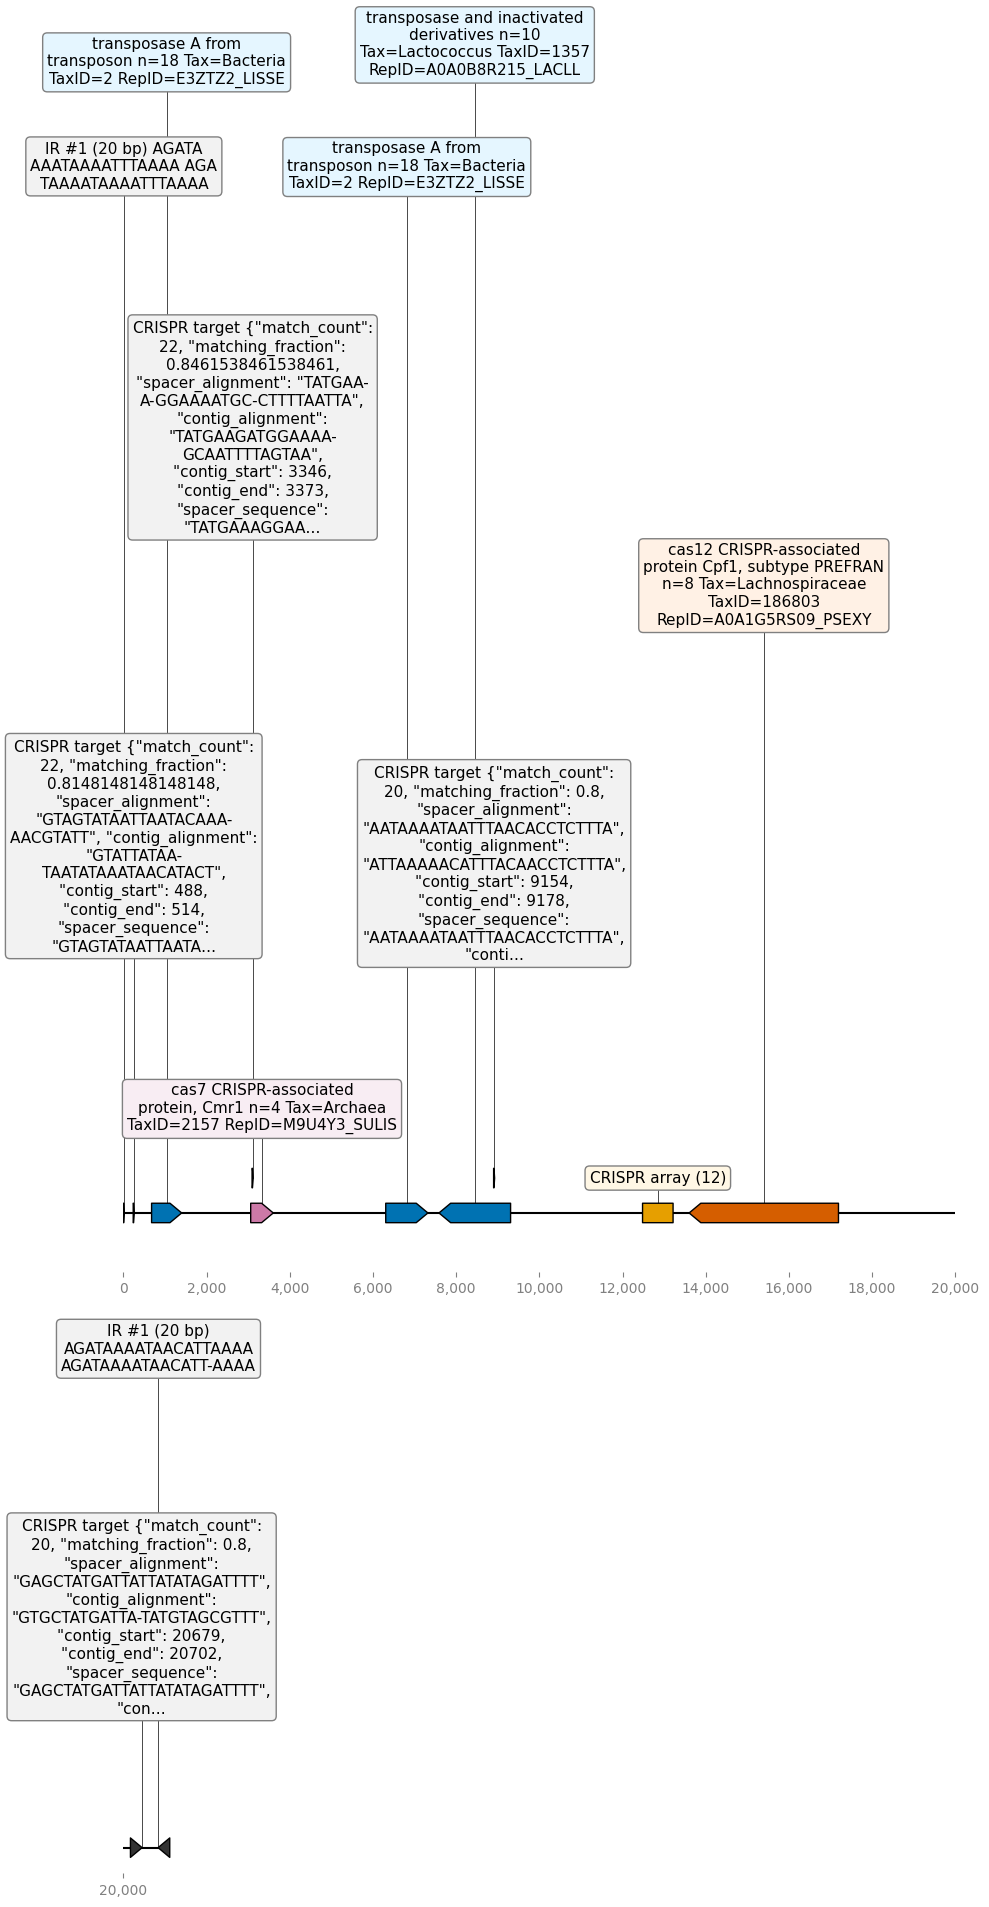 transposase and inactivated
derivatives n=10
Tax=Lactococcus TaxID=1357
RepID=A0A0B8R215_LACLL
transposase A from
transposon n=18 Tax=Bacteria
TaxID=2 RepID=E3ZTZ2_LISSE
IR #1 (20 bp) AGATA
AAATAAAATTTAAAA AGA
TAAAATAAAATTTAAAA
transposase A from
transposon n=18 Tax=Bacteria
TaxID=2 RepID=E3ZTZ2_LISSE
CRISPR target {"match_count":
22, "matching_fraction":
0.8461538461538461,
"spacer_alignment": "TATGAA-
A-GGAAAATGC-CTTTTAATTA",
"contig_alignment":
"TATGAAGATGGAAAA-
GCAATTTTAGTAA",
"contig_start": 3346,
"contig_end": 3373,
"spacer_sequence":
"TATGAAAGGAA...
cas12 CRISPR-associated
protein Cpf1, subtype PREFRAN
n=8 Tax=Lachnospiraceae
TaxID=186803
RepID=A0A1G5RS09_PSEXY
CRISPR target {"match_count":
22, "matching_fraction":
0.8148148148148148,
"spacer_alignment":
"GTAGTATAATTAATACAAA-
AACGTATT", "contig_alignment":
"GTATTATAA-
TAATATAAATAACATACT",
"contig_start": 488,
"contig_end": 514,
"spacer_sequence":
"GTAGTATAATTAATA...
CRISPR target {"match_count":
20, "matching_fraction": 0.8,
"spacer_alignment":
"AATAAAATAATTTAACACCTCTTTA",
"contig_alignment":
"ATTAAAAACATTTACAACCTCTTTA",
"contig_start": 9154,
"contig_end": 9178,
"spacer_sequence":
"AATAAAATAATTTAACACCTCTTTA",
"conti...
cas7 CRISPR-associated
protein, Cmr1 n=4 Tax=Archaea
TaxID=2157 RepID=M9U4Y3_SULIS
CRISPR array (12)
0 2,000 4,000 6,000 8,000 10,000 12,000 14,000 16,000 18,000 20,000
IR #1 (20 bp)
AGATAAAATAACATTAAAA
AGATAAAATAACATT-AAAA
CRISPR target {"match_count":
20, "matching_fraction": 0.8,
"spacer_alignment":
"GAGCTATGATTATTATATAGATTTT",
"contig_alignment":
"GTGCTATGATTA-TATGTAGCGTTT",
"contig_start": 20679,
"contig_end": 20702,
"spacer_sequence":
"GAGCTATGATTATTATATAGATTTT",
"con...
20,000